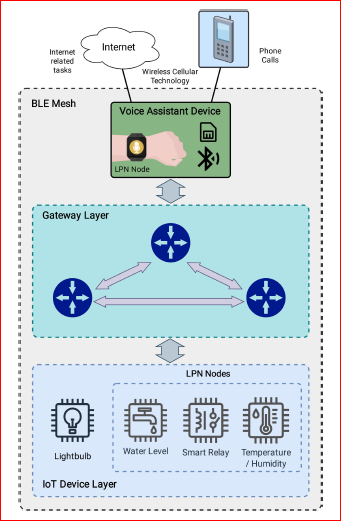 Internet
Internet
related
tasks
Phone
Calls
Wireless Cellular
Technology
BLE Mesh
Voice Assistant Device
LPN Node
Gateway Layer
LPN Nodes
Lightbulb
Water Level
Smart Relay
Temperature
/ Humidity
IoT Device Layer